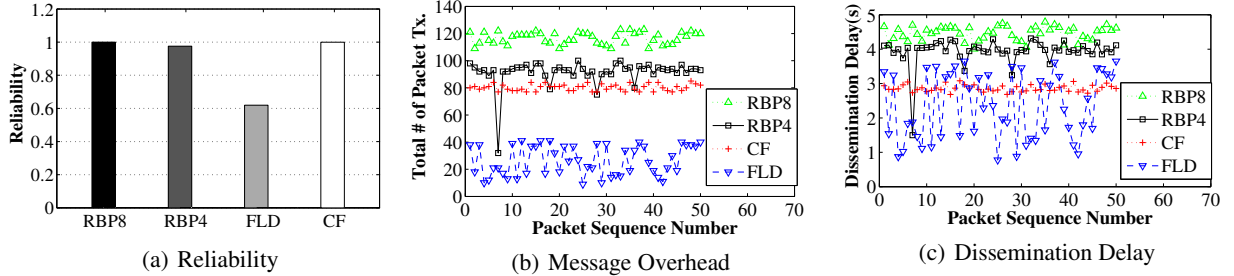 1.2
1
0.8
0.6
0.4
0.2
0
Reliability
RBP8 RBP4 FLD CF
(a) Reliability
140
120
100
80
60
40
20
0
Total # of Packet Tx.
RBP8
RBP4
CF
FLD
0 10 20 30 40 50 60 70
Packet Sequence Number
(b) Message Overhead
5
4
3
2
1
0
Dissemination Delay(s)
RBP8
RBP4
CF
FLD
0 10 20 30 40 50 60 70
Packet Sequence Number
(c) Dissemination Delay